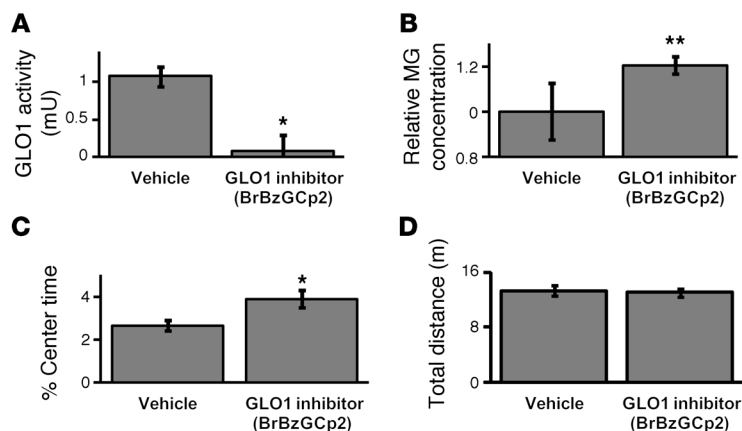 A
GLO1 activity
(mU)
1
0.5
0
*
Vehicle
GLO1 inhibitor
(BrBzGCp2)
B
Relative MG
concentration
1.2
0
0.8
**
Vehicle
GLO1 inhibitor
(BrBzGCp2)
C
% Center time
4
2
0
*
Vehicle
GLO1 inhibitor
(BrBzGCp2)
D
Total distance (m)
16
8
0
Vehicle
GLO1 inhibitor
(BrBzGCp2)